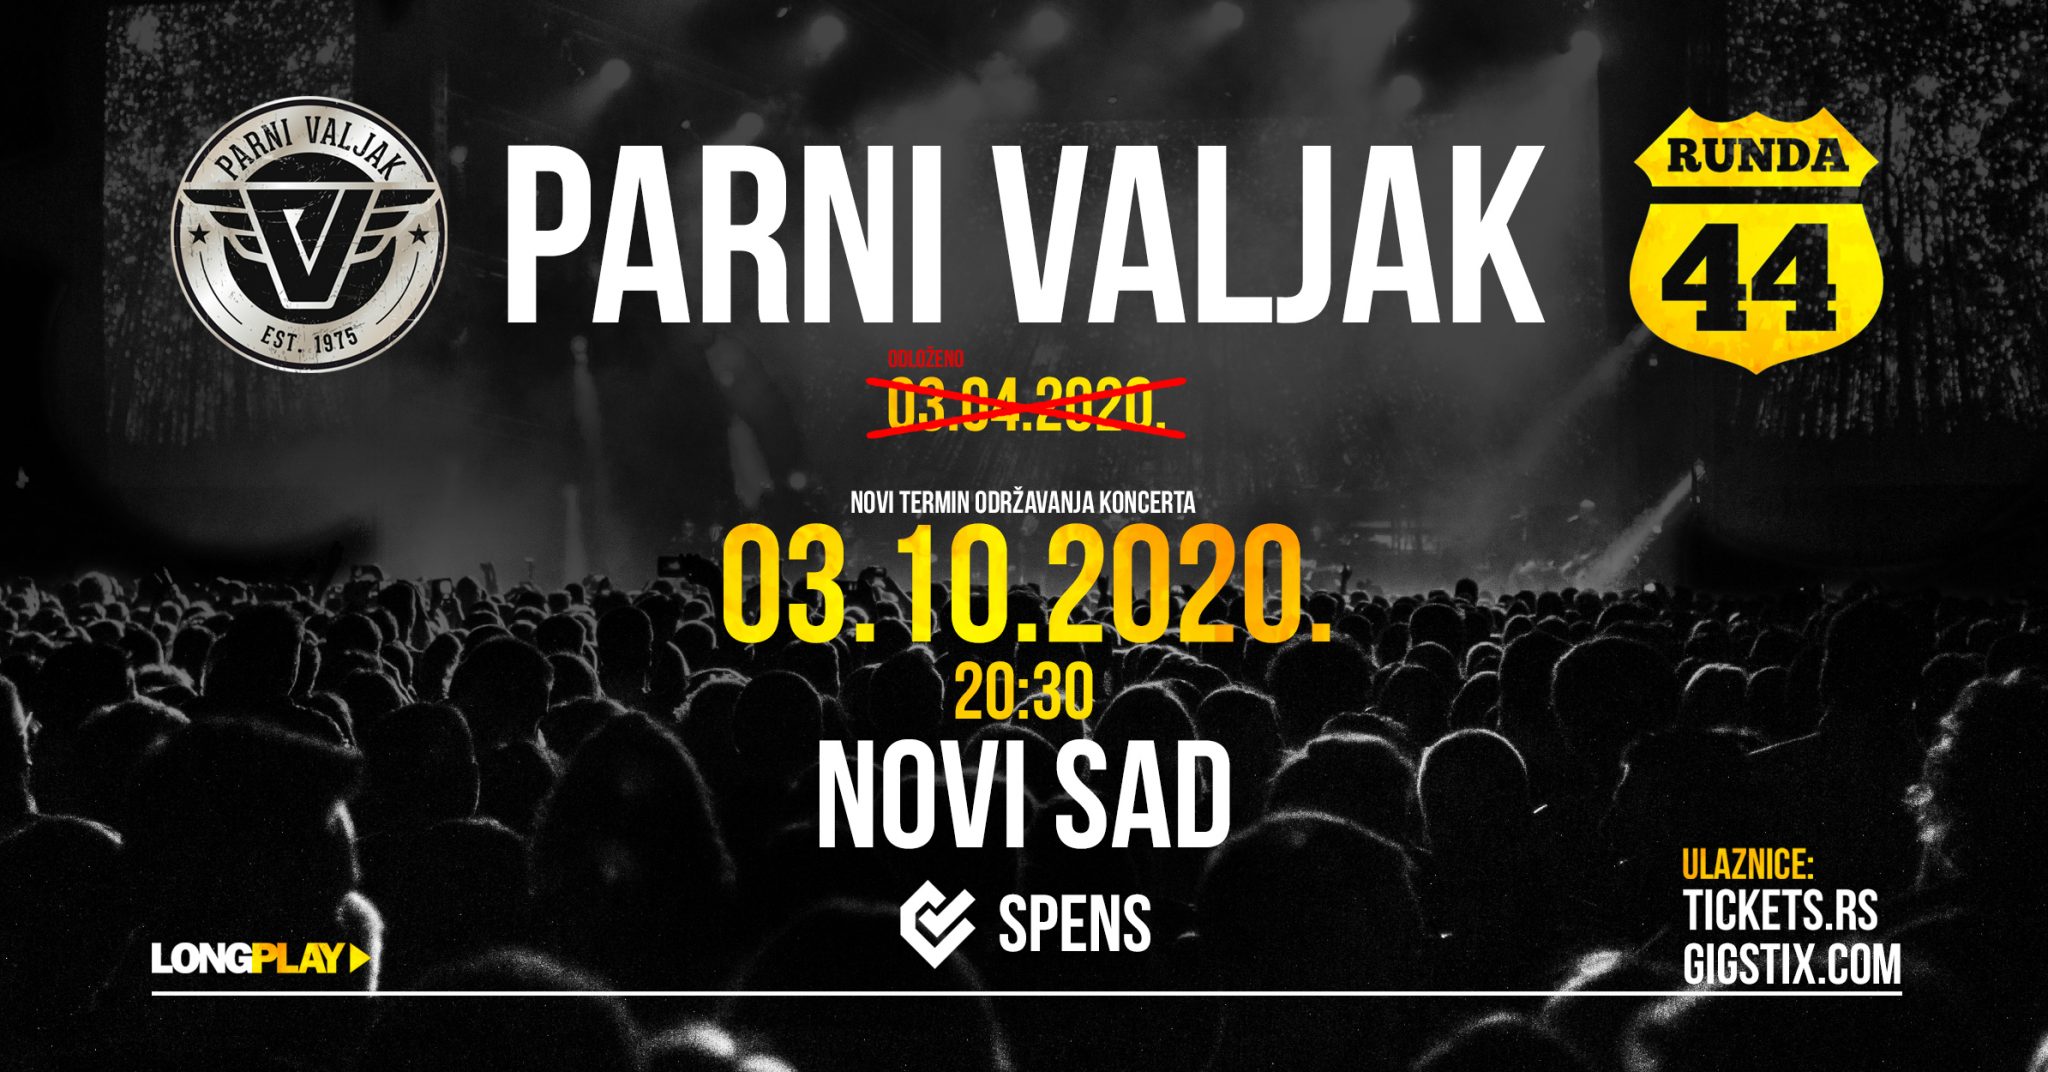 PARNI VALJAK
EST. 1975
PARNI VALJAK
RUNDA
44
ODLOŽENO
03.04.2020.
NOVI TERMIN ODRŽAVANJA KONCERTA
03.10.2020.
20:30
NOVI SAD
SPENS
LONGPLAY
ULAZNICE:
TICKETS.RS
GIGSTIX.COM